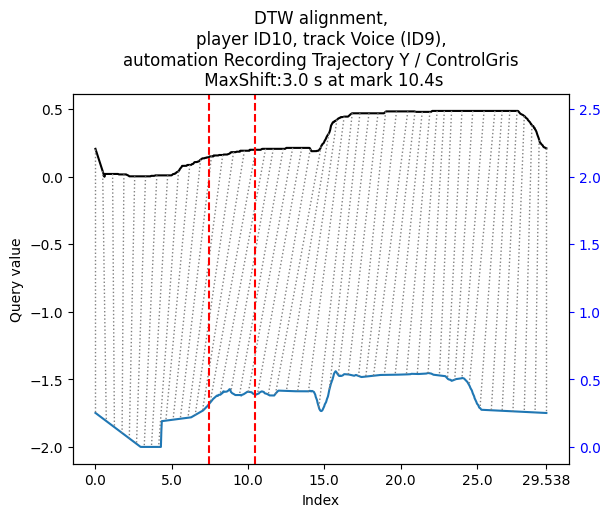 DTW alignment,
player ID10, track Voice (ID9),
automation Recording Trajectory Y / ControlGris
MaxShift:3.0 s at mark 10.4s
0.5
0.0
−0.5
−1.0
−1.5
−2.0
Query value
2.5
2.0
1.5
1.0
0.5
0.0
0.0 5.0 10.0 15.0 20.0 25.0 29.538
Index